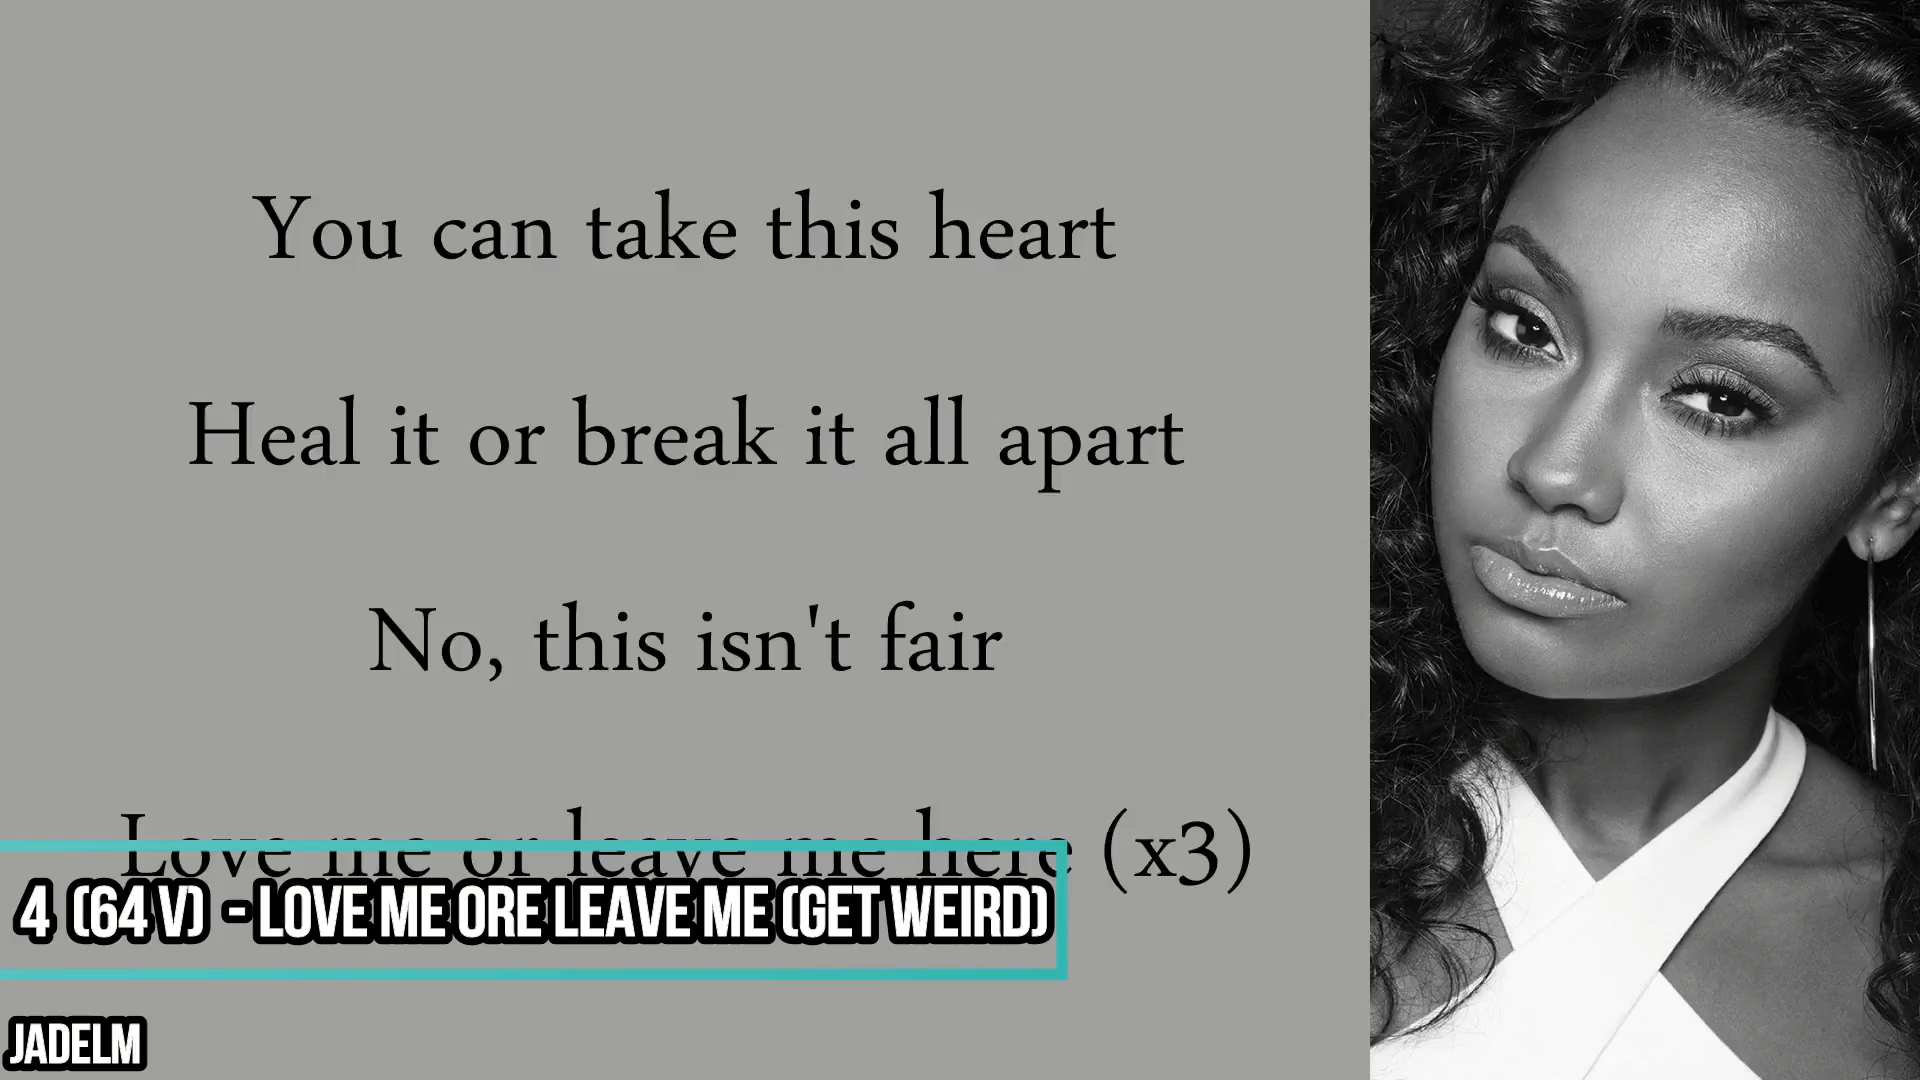 You can take this heart
Heal it or break it all apart
No, this isn't fair
Love me or leave me here (x3)
4 (64 V) - LOVE ME ORE LEAVE ME (GET WEIRD)
JADELM